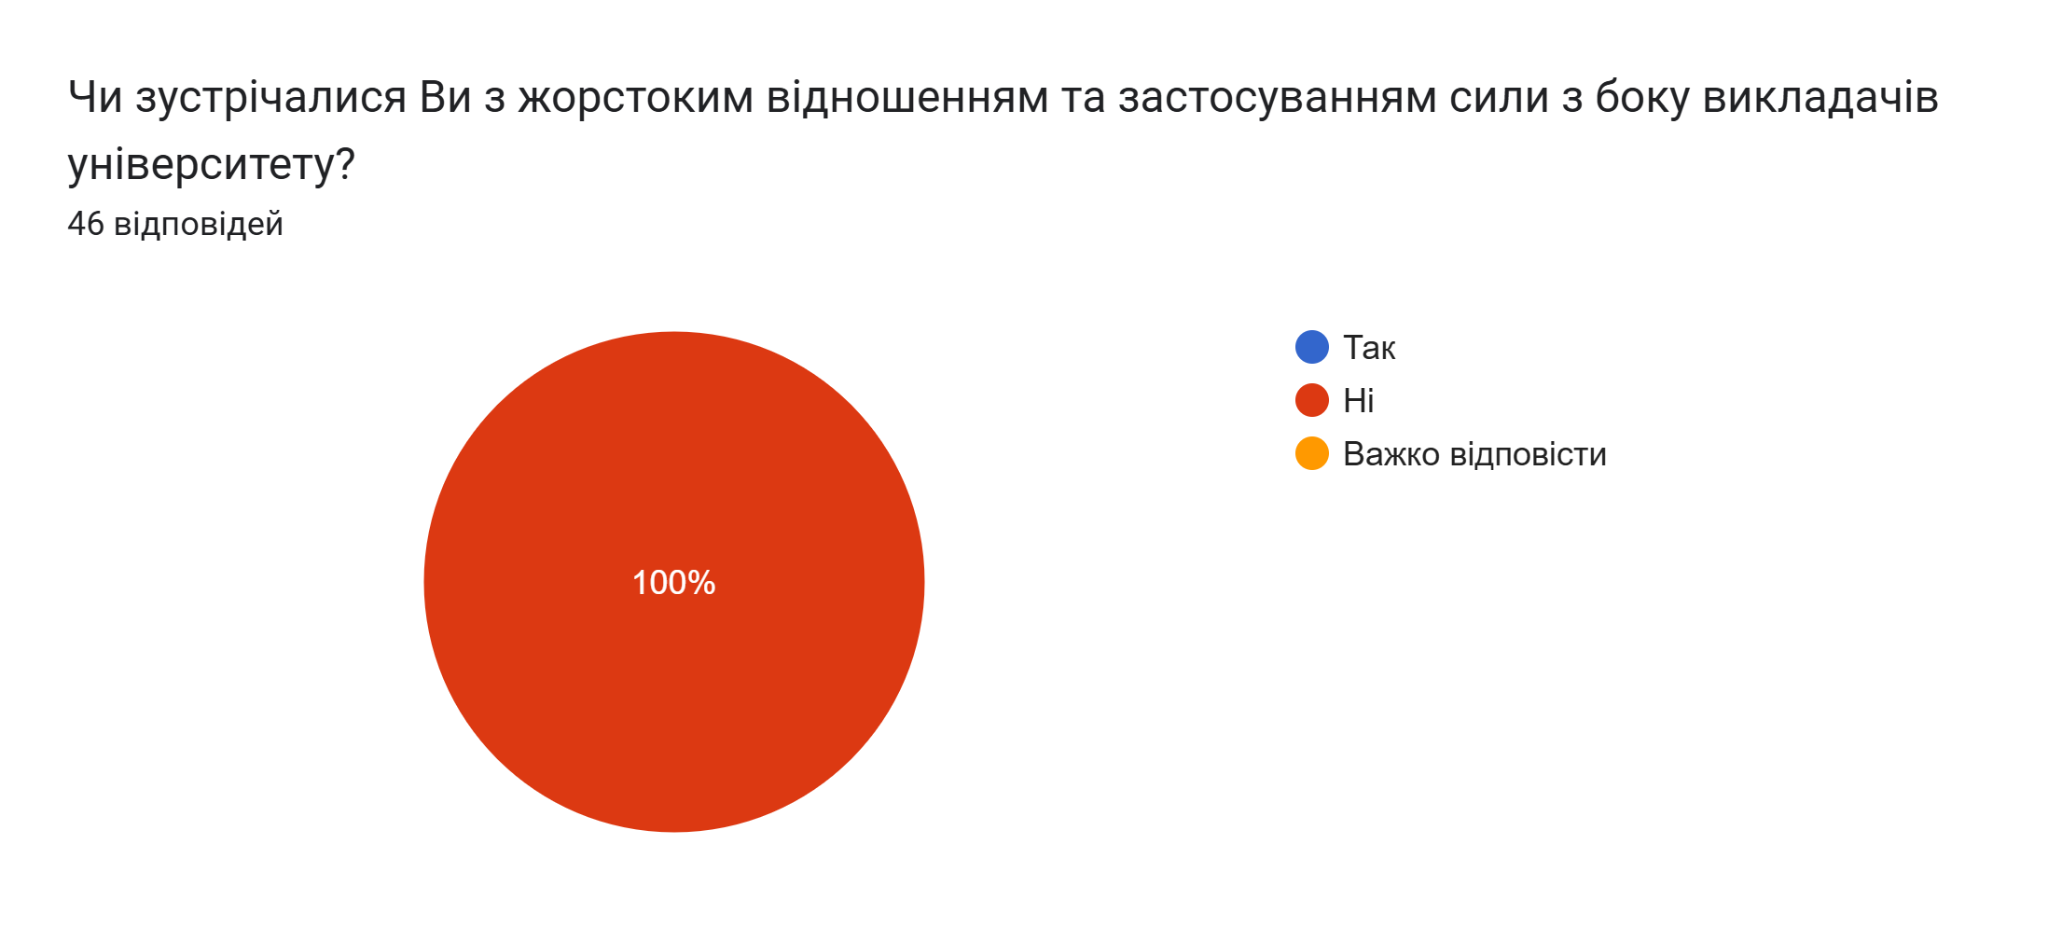 Чи зустрічалися Ви з жорстоким відношенням та застосуванням сили з боку викладачів
університету?
46 відповідей
Так
Ні
Важко відповісти
100%